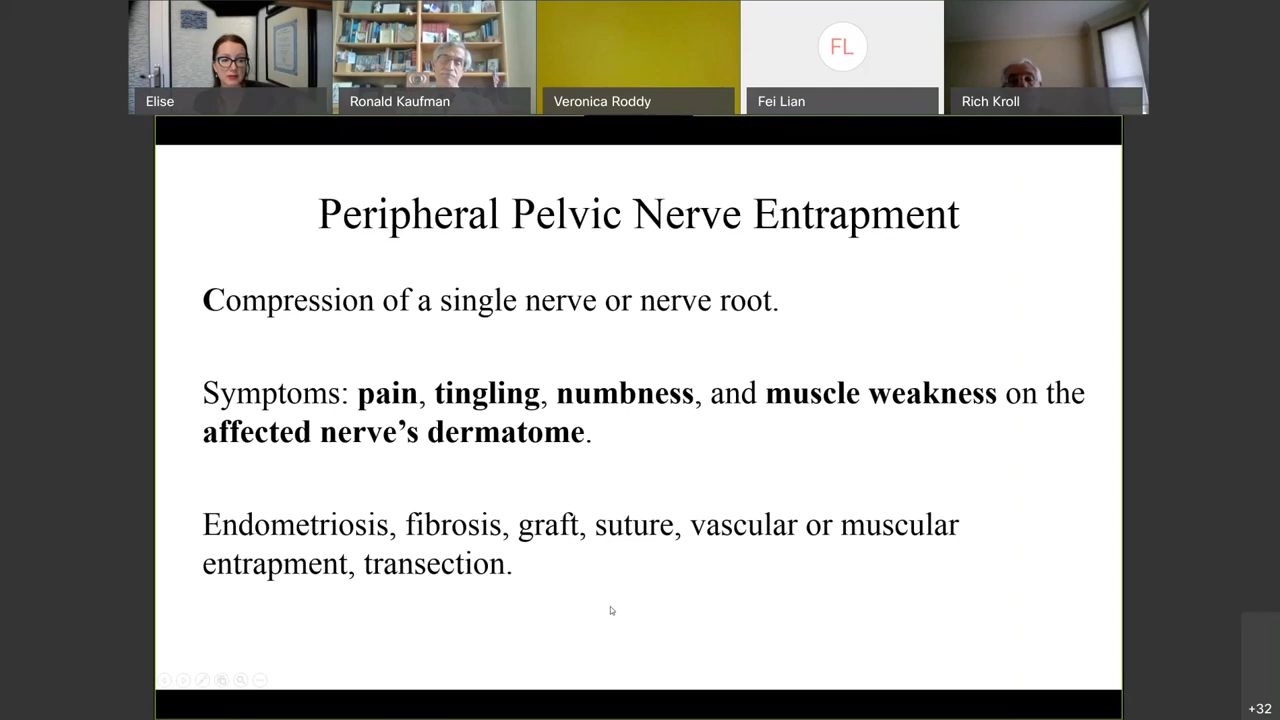 Elise
Ronald Kaufman
Veronica Roddy
FL
Fei Lian
Rich Kroll
Peripheral Pelvic Nerve Entrapment
Compression of a single nerve or nerve root.
Symptoms: pain, tingling, numbness, and muscle weakness on the
affected nerve’s dermatome.
Endometriosis, fibrosis, graft, suture, vascular or muscular
entrapment, transection.
+32